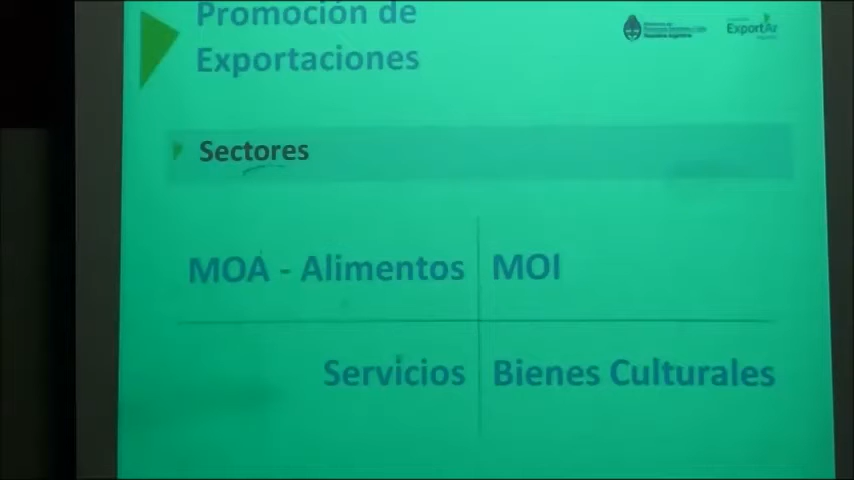 Promoción de
Exportaciones
ExportAr
Sectores
MOA - Alimentos
MOI
Servicios
Bienes Culturales